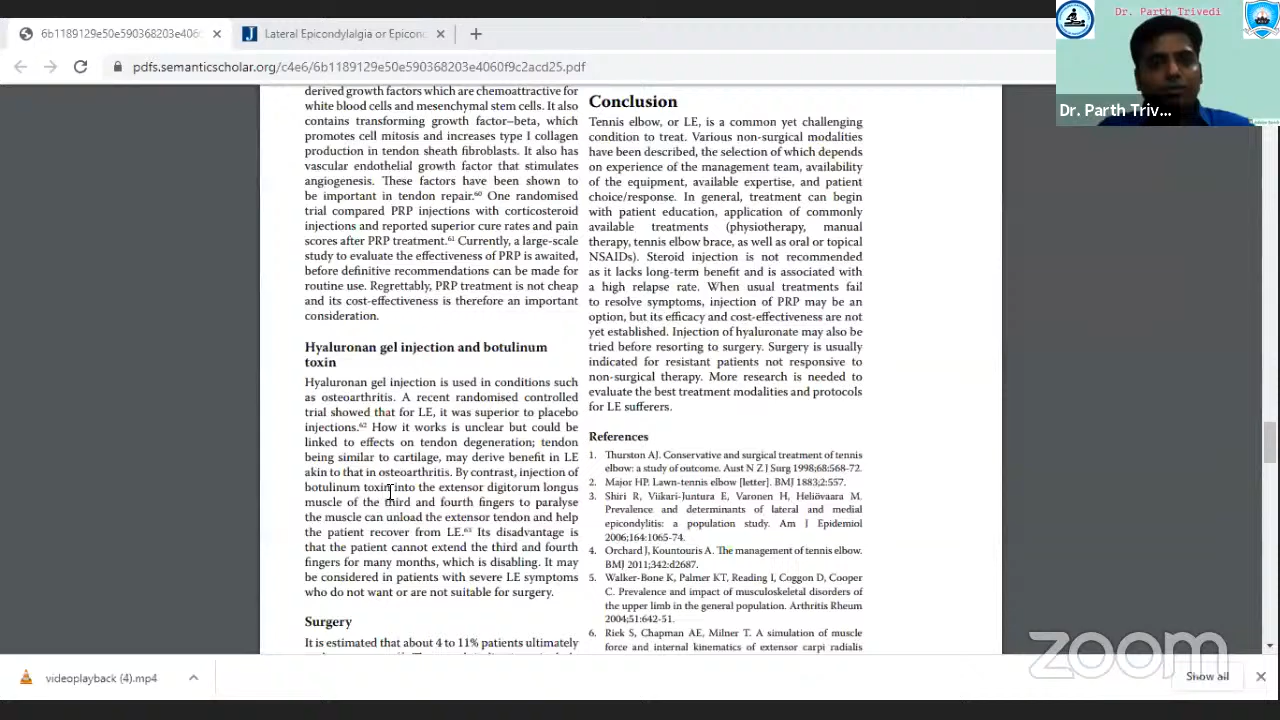 Dr. Parth Trivedi
6b1189129e50e590368203e4060
Lateral Epicondylalgia or Epicon
pdfs.semanticscholar.org/c4e6/6b1189129e50e590368203e4060f9c2acd25.pdf
Dr. Parth Triv...
derived growth factors which are chemoattractive for
white blood cells and mesenchymal stem cells. It also
contains transforming growth factor–beta, which
promotes cell mitosis and increases type I collagen
production in tendon sheath fibroblasts. It also has
vascular endothelial growth factor that stimulates
angiogenesis. These factors have been shown to
be important in tendon repair.⁶⁰ One randomised
trial compared PRP injections with corticosteroid
injections and reported superior cure rates and pain
scores after PRP treatment.⁶¹ Currently, a large-scale
study to evaluate the effectiveness of PRP is awaited,
before definitive recommendations can be made for
routine use. Regrettably, PRP treatment is not cheap
and its cost-effectiveness is therefore an important
consideration.
Hyaluronan gel injection and botulinum
toxin
Hyaluronan gel injection is used in conditions such
as osteoarthritis. A recent randomised controlled
trial showed that for LE, it was superior to placebo
injections.⁶² How it works is unclear but could be
linked to effects on tendon degeneration; tendon
being similar to cartilage, may derive benefit in LE
akin to that in osteoarthritis. By contrast, injection of
botulinum toxin into the extensor digitorum longus
muscle of the third and fourth fingers to paralyse
the muscle can unload the extensor tendon and help
the patient recover from LE.⁶³ Its disadvantage is
that the patient cannot extend the third and fourth
fingers for many months, which is disabling. It may
be considered in patients with severe LE symptoms
who do not want or are not suitable for surgery.
Surgery
It is estimated that about 4 to 11% patients ultimately
Conclusion
Tennis elbow, or LE, is a common yet challenging
condition to treat. Various non-surgical modalities
have been described, the selection of which depends
on experience of the management team, availability
of the equipment, available expertise, and patient
choice/response. In general, treatment can begin
with patient education, application of commonly
available treatments (physiotherapy, manual
therapy, tennis elbow brace, as well as oral or topical
NSAIDs). Steroid injection is not recommended
as it lacks long-term benefit and is associated with
a high relapse rate. When usual treatments fail
to resolve symptoms, injection of PRP may be an
option, but its efficacy and cost-effectiveness are not
yet established. Injection of hyaluronate may also be
tried before resorting to surgery. Surgery is usually
indicated for resistant patients not responsive to
non-surgical therapy. More research is needed to
evaluate the best treatment modalities and protocols
for LE sufferers.
References
1. Thurston AJ. Conservative and surgical treatment of tennis
elbow: a study of outcome. Aust N Z J Surg 1998;68:568-72.
2. Major HP. Lawn-tennis elbow [letter]. BMJ 1883;2:557.
3. Shiri R, Viikari-Juntura E, Varonen H, Heliövaara M.
Prevalence and determinants of lateral and medial
epicondylitis: a population study. Am J Epidemiol
2006;164:1065-74.
4. Orchard J, Kountouris A. The management of tennis elbow.
BMJ 2011;342:d2687.
5. Walker-Bone K, Palmer KT, Reading I, Coggon D, Cooper
C. Prevalence and impact of musculoskeletal disorders of
the upper limb in the general population. Arthritis Rheum
2004;51:642-51.
6. Riek S, Chapman AE, Milner T. A simulation of muscle
force and internal kinematics of extensor carpi radialis
zoom
videoplayback (4).mp4
Show all